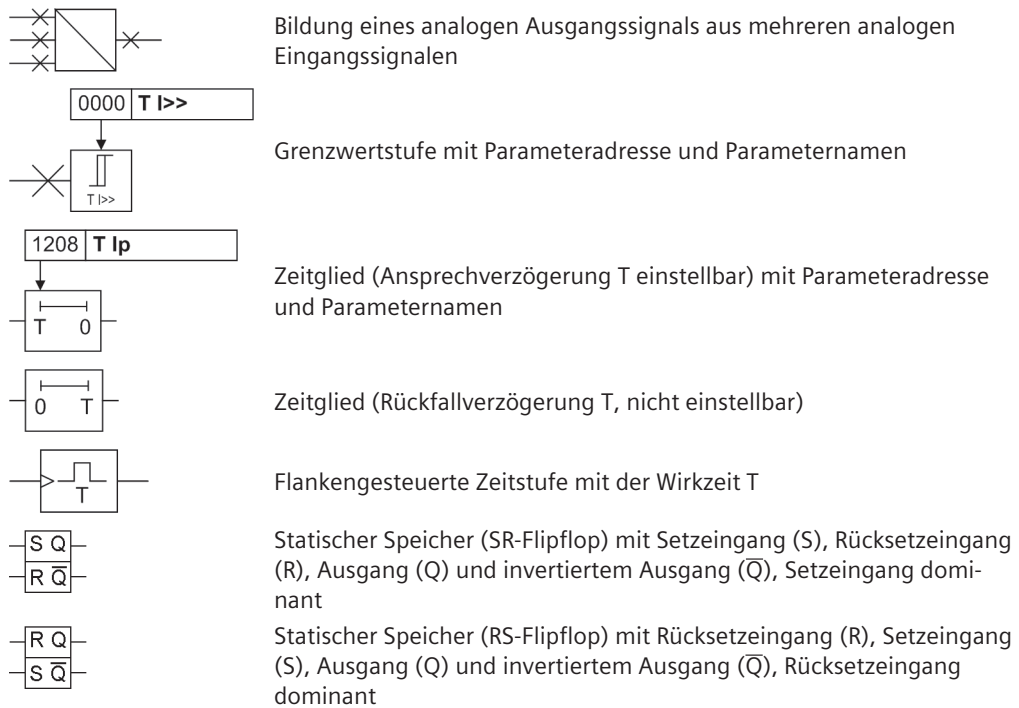 Bildung eines analogen Ausgangssignals aus mehreren analogen
Eingangssignalen
0000 T I>>
T I>>
Grenzwertstufe mit Parameteradresse und Parameternamen
1208 T Ip
T 0
Zeitglied (Ansprechverzögerung T einstellbar) mit Parameteradresse
und Parameternamen
0 T
Zeitglied (Rückfallverzögerung T, nicht einstellbar)
T
Flankengesteuerte Zeitstufe mit der Wirkzeit T
S Q
R Q̅
Statischer Speicher (SR-Flipflop) mit Setzeingang (S), Rücksetzeingang
(R), Ausgang (Q) und invertiertem Ausgang (Q̅), Setzeingang domi-
nant
R Q
S Q̅
Statischer Speicher (RS-Flipflop) mit Rücksetzeingang (R), Setzeingang
(S), Ausgang (Q) und invertiertem Ausgang (Q̅), Rücksetzeingang
dominant